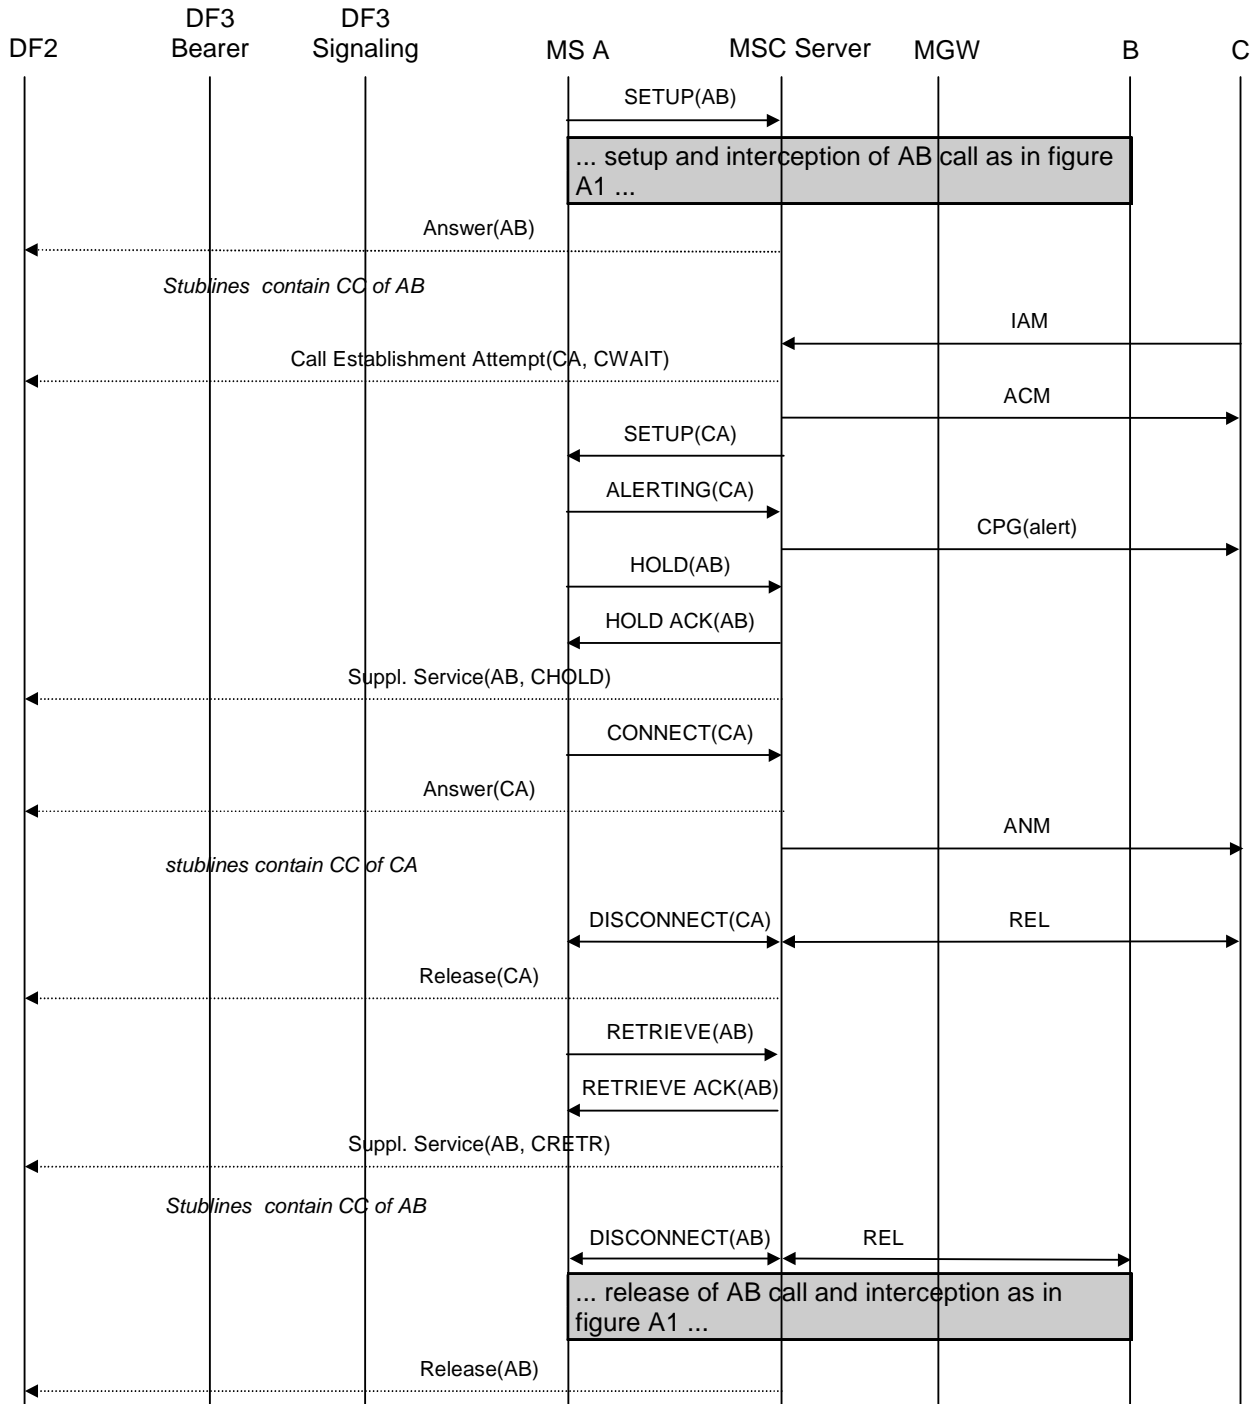 DF2
DF3
Bearer
DF3
Signaling
MS A
MSC Server
MGW
B
C
SETUP(AB)
... setup and interception of AB call as in figure
A1 ...
Answer(AB)
Stublines contain CC of AB
IAM
Call Establishment Attempt(CA, CWAIT)
ACM
SETUP(CA)
ALERTING(CA)
CPG(alert)
HOLD(AB)
HOLD ACK(AB)
Suppl. Service(AB, CHOLD)
CONNECT(CA)
Answer(CA)
ANM
stublines contain CC of CA
DISCONNECT(CA)
REL
Release(CA)
RETRIEVE(AB)
RETRIEVE ACK(AB)
Suppl. Service(AB, CRETR)
Stublines contain CC of AB
DISCONNECT(AB)
REL
... release of AB call and interception as in
figure A1 ...
Release(AB)